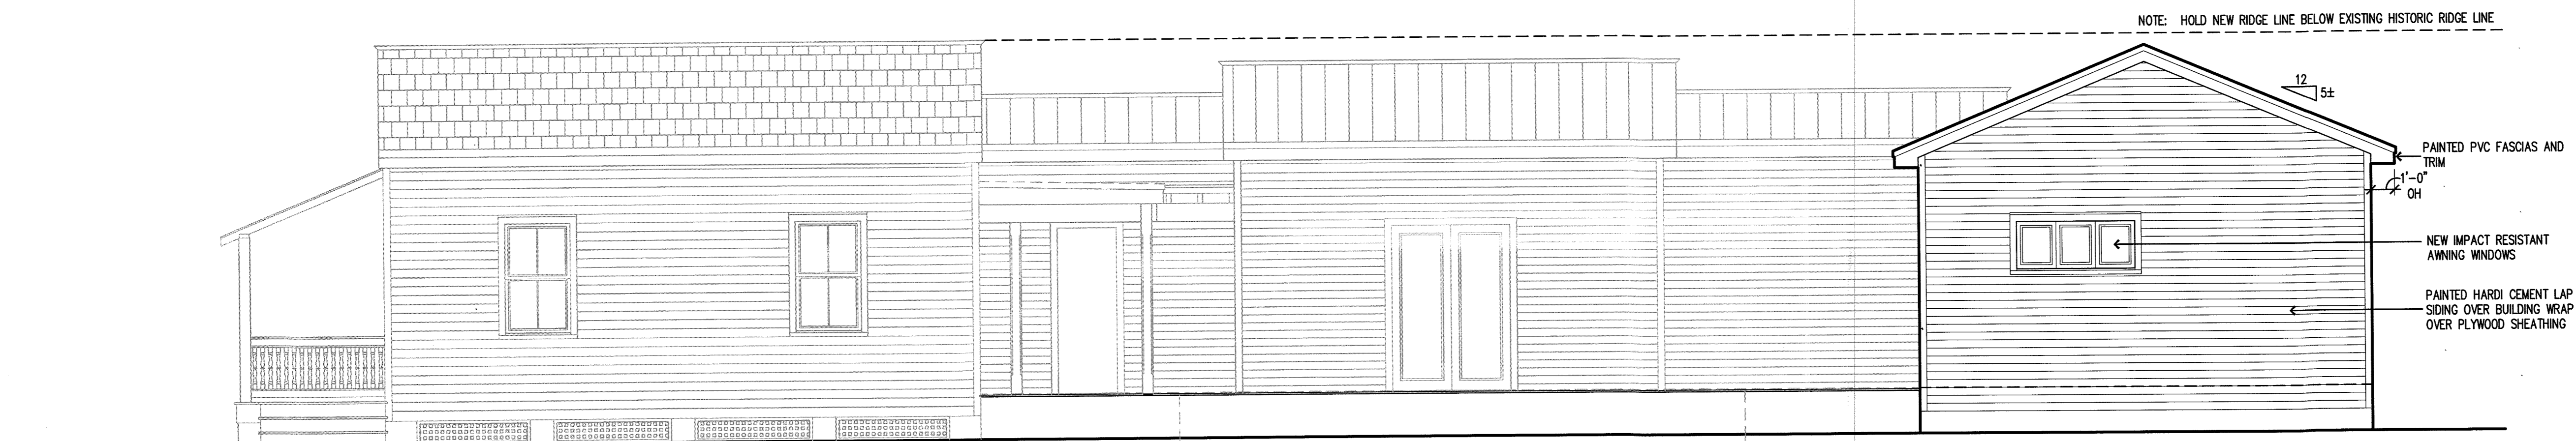 NOTE: HOLD NEW RIDGE LINE BELOW EXISTING HISTORIC RIDGE LINE
12
5±
PAINTED PVC FASCIAS AND
TRIM
1'-0"
OH
NEW IMPACT RESISTANT
AWNING WINDOWS
PAINTED HARDI CEMENT LAP
SIDING OVER BUILDING WRAP
OVER PLYWOOD SHEATHING